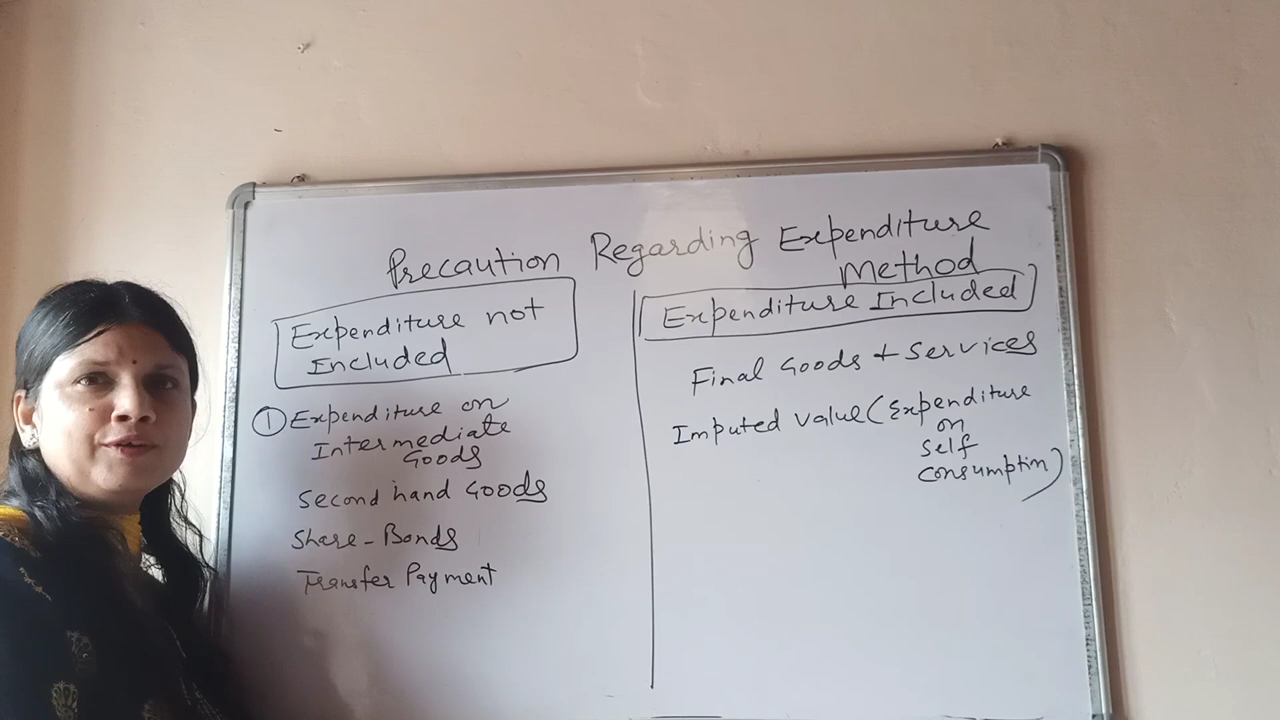 Precaution Regarding Expenditure
Method
Expenditure not
Included
① Expenditure on
Intermediate
Goods
Second hand Goods
Share-Bonds
Transfer Payment
Expenditure Included
Final Goods + Services
Imputed value (Expenditure
on
Self
consumption)